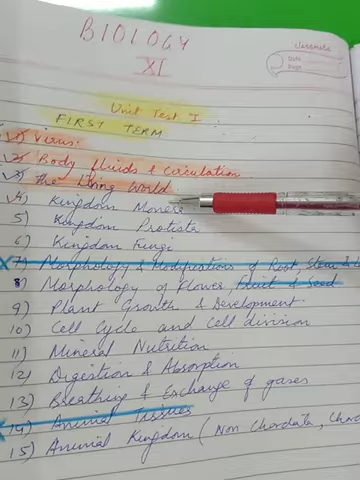 BIOLOGY
classmate
Date
Page
XI
Unit Test I
FIRST TERM
1) Virus.
2) Body fluids & Circulation
3) The Living World
4) Kingdom Monera
5) Kingdom Protista
6) Kingdom Fungi
7) Morphology & Modifications of Root, Stem &
8) Morphology of Flower, Fruit & Seed
9) Plant Growth & Development.
10) Cell Cycle and Cell division
11) Mineral Nutrition
12) Digestion & Absorption
13) Breathing & Exchange of gases
14) Animal Tissues
15) Animal Kingdom ( Non Chordata,